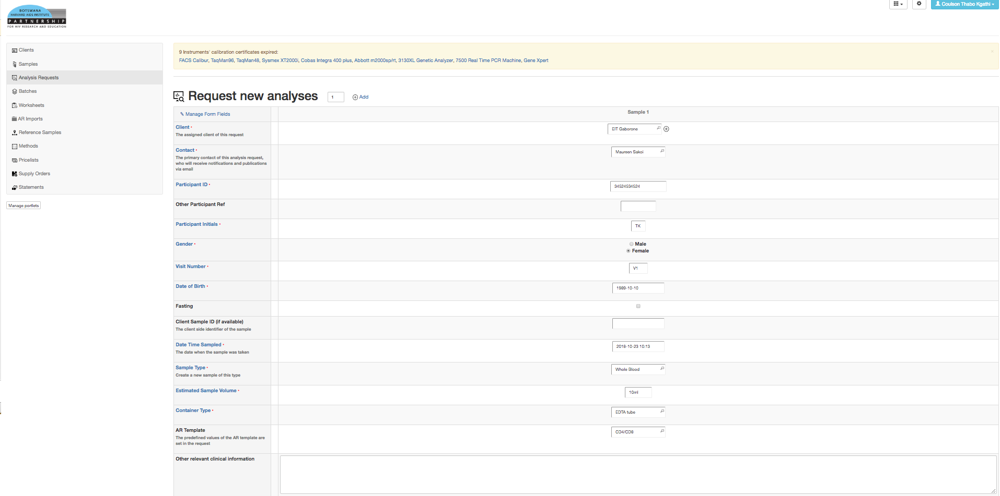 BOTSWANA
HARVARD AIDS INSTITUTE
PARTNERSHIP
FOR HIV RESEARCH AND EDUCATION
Coulson Thabo Kgathi
Clients
Samples
Analysis Requests
Batches
Worksheets
AR Imports
Reference Samples
Methods
Pricelists
Supply Orders
Statements
Manage portlets
9 Instruments' calibration certificates expired:
FACS Calibur, TaqMan96, TaqMan48, Sysmex XT2000i, Cobas Integra 400 plus, Abbott m2000sp/rt, 3130XL Genetic Analyzer, 7500 Real Time PCR Machine, Gene Xpert
×
Request new analyses 1 Add
Manage Form Fields Sample 1
Client EIT Gaborone
The assigned client of this request
Contact Maureen Sakoi
The primary contact of this analysis request,
who will receive notifications and publications
via email
Participant ID 34524534524
Other Participant Ref
Participant Initials TK
Gender Male
Female
Visit Number V1
Date of Birth 1989-10-10
Fasting
Client Sample ID (if available)
The client side identifier of the sample
Date Time Sampled 2018-10-23 10:13
The date when the sample was taken
Sample Type Whole Blood
Create a new sample of this type
Estimated Sample Volume 10ml
Container Type EDTA tube
AR Template CD4/CD8
The predefined values of the AR template are
set in the request
Other relevant clinical information